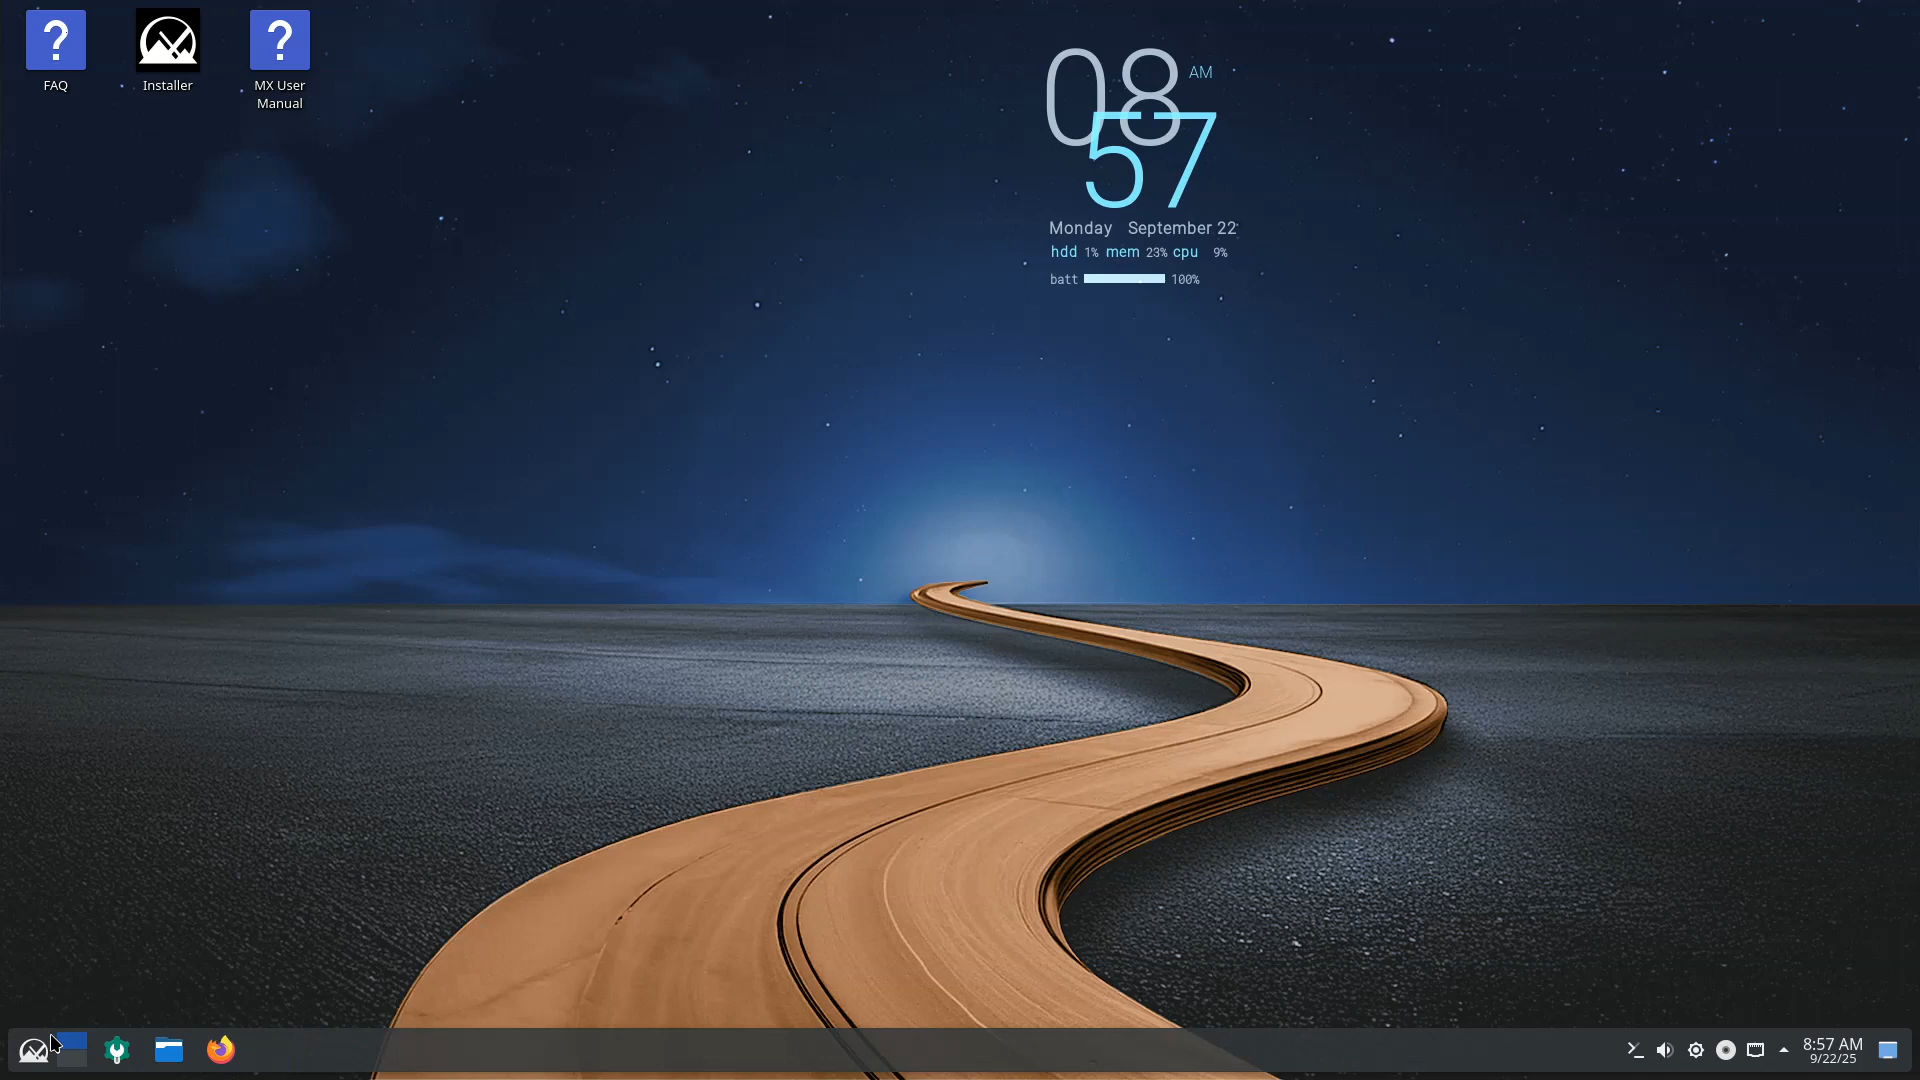 FAQ
Installer
MX User
Manual
08 AM
57
Monday September 22
hdd 1% mem 23% cpu 9%
batt 100%
8:57 AM
9/22/25